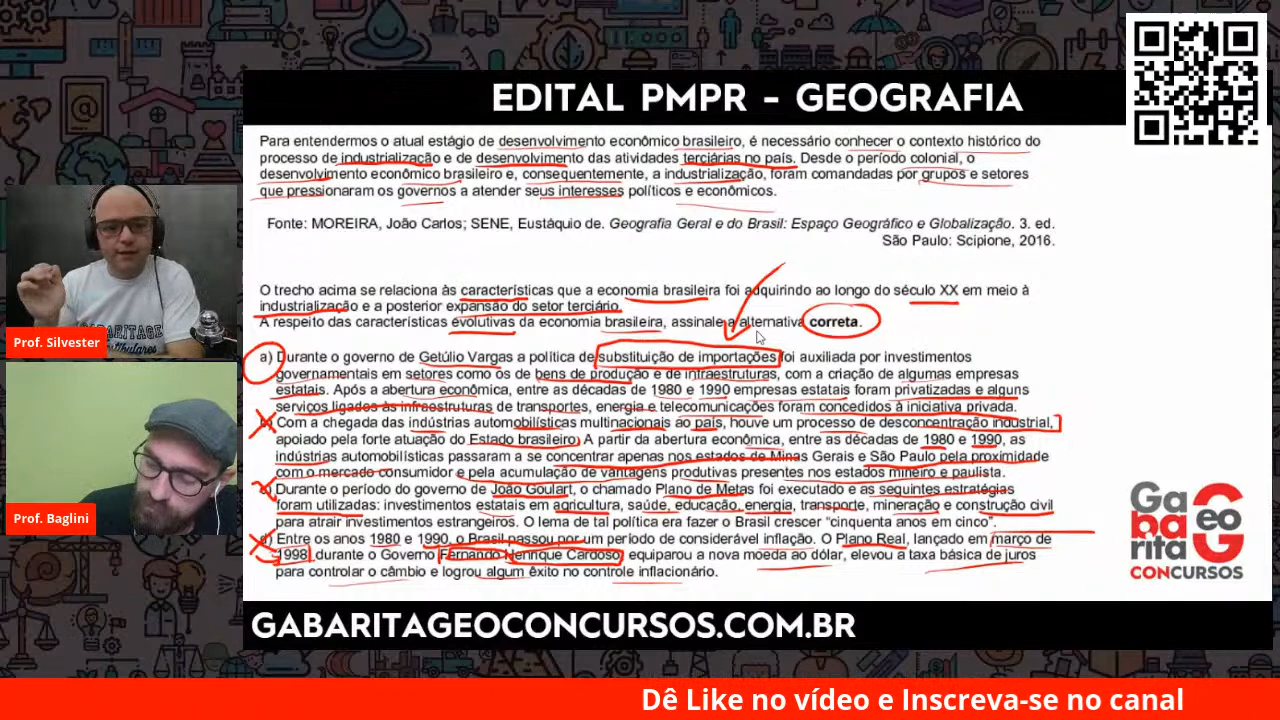 EDITAL PMPR - GEOGRAFIA
Para entendermos o atual estágio de desenvolvimento econômico brasileiro, é necessário conhecer o contexto histórico do
processo de industrialização e de desenvolvimento das atividades terciárias no país. Desde o período colonial, o
desenvolvimento econômico brasileiro e, consequentemente, a industrialização, foram comandadas por grupos e setores
que pressionaram os governos a atender seus interesses políticos e econômicos.
Fonte: MOREIRA, João Carlos; SENE, Eustáquio de. Geografia Geral e do Brasil: Espaço Geográfico e Globalização. 3. ed.
São Paulo: Scipione, 2016.
O trecho acima se relaciona às características que a economia brasileira foi adquirindo ao longo do século XX em meio à
industrialização e a posterior expansão do setor terciário.
A respeito das características evolutivas da economia brasileira, assinale a alternativa correta.
a) Durante o governo de Getúlio Vargas a política de substituição de importações foi auxiliada por investimentos
governamentais em setores como os de bens de produção e de infraestruturas, com a criação de algumas empresas
estatais. Após a abertura econômica, entre as décadas de 1980 e 1990 empresas estatais foram privatizadas e alguns
serviços ligados às infraestruturas de transportes, energia e telecomunicações foram concedidos à iniciativa privada.
b) Com a chegada das indústrias automobilísticas multinacionais ao país, houve um processo de desconcentração industrial,
apoiado pela forte atuação do Estado brasileiro. A partir da abertura econômica, entre as décadas de 1980 e 1990, as
indústrias automobilísticas passaram a se concentrar apenas nos estados de Minas Gerais e São Paulo pela proximidade
com o mercado consumidor e pela acumulação de vantagens produtivas presentes nos estados mineiro e paulista.
c) Durante o período do governo de João Goulart, o chamado Plano de Metas foi executado e as seguintes estratégias
foram utilizadas: investimentos estatais em agricultura, saúde, educação, energia, transporte, mineração e construção civil
para atrair investimentos estrangeiros. O lema de tal política era fazer o Brasil crescer "cinquenta anos em cinco".
d) Entre os anos 1980 e 1990, o Brasil passou por um período de considerável inflação. O Plano Real, lançado em março de
1998, durante o Governo Fernando Henrique Cardoso, equiparou a nova moeda ao dólar, elevou a taxa básica de juros
para controlar o câmbio e logrou algum êxito no controle inflacionário.
GABARITAGE
Vestibulares
Prof. Silvester
Prof. Baglini
Ga
ba
rita
Geo
CONCURSOS
GABARITAGEOCONCURSOS.COM.BR
Dê Like no vídeo e Inscreva-se no canal